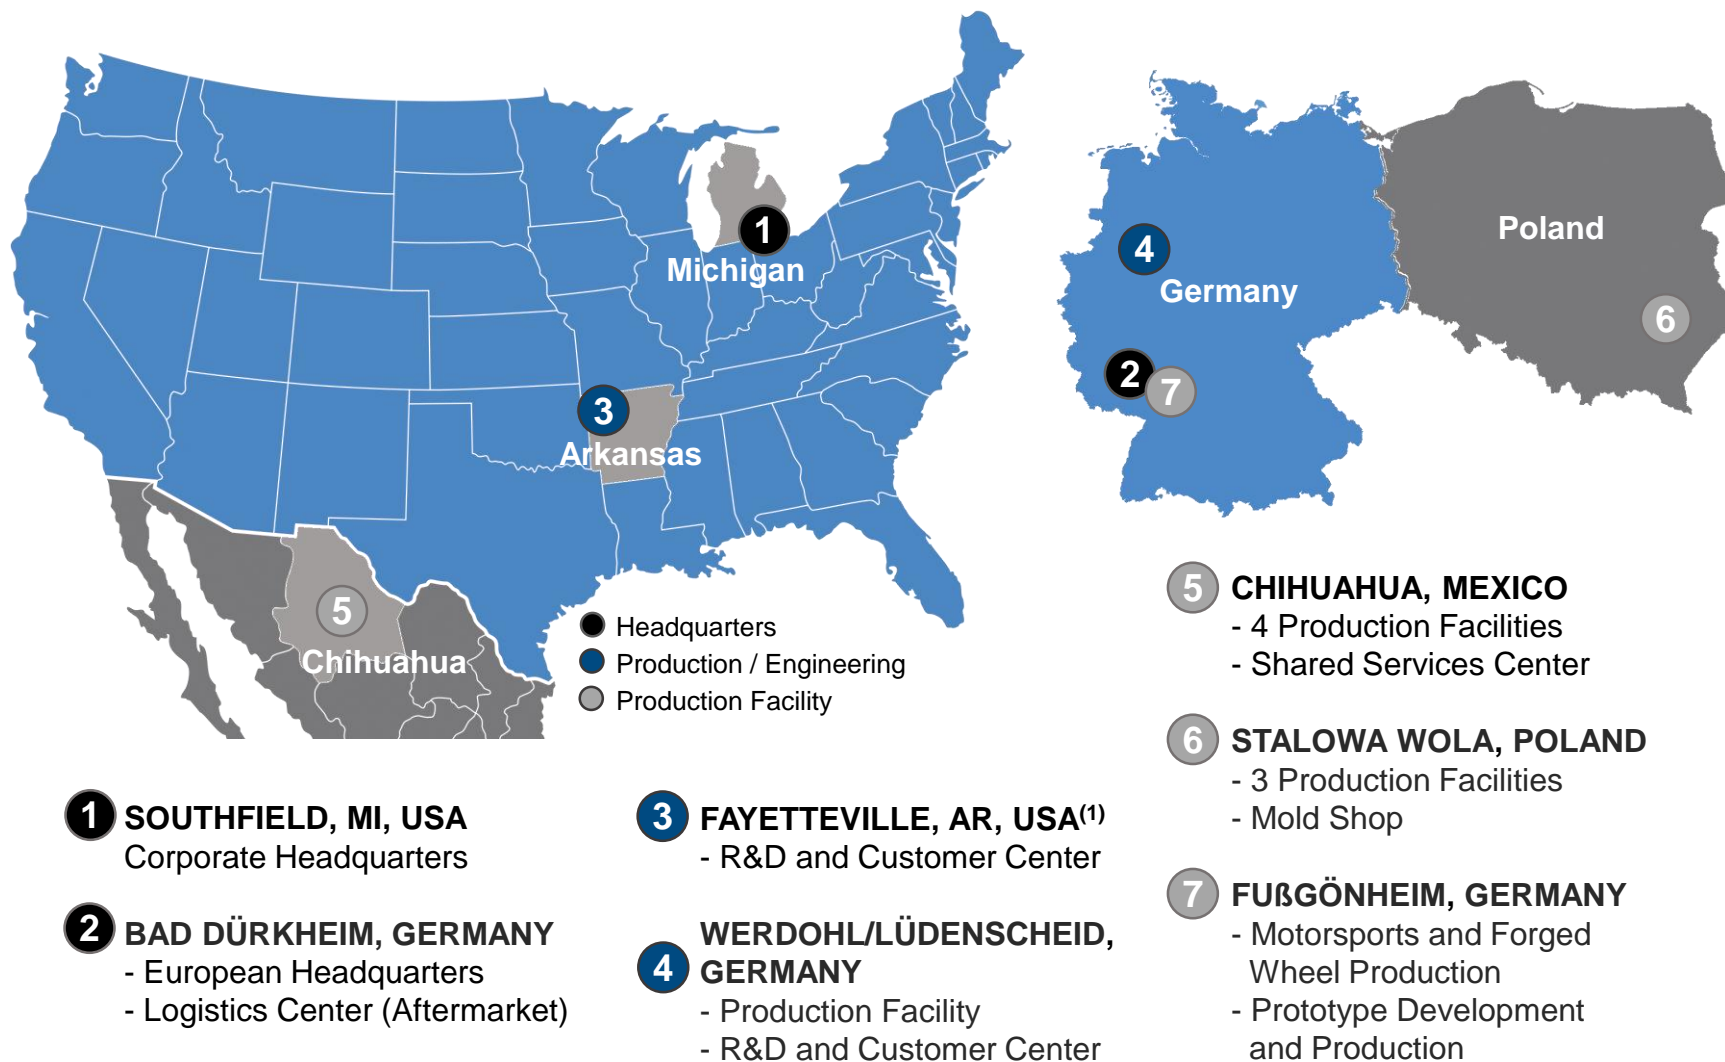 1
Michigan
3
Arkansas
5
Chihuahua
4
Germany
2
7
Poland
6
Headquarters
Production / Engineering
Production Facility
1 SOUTHFIELD, MI, USA
Corporate Headquarters
2 BAD DÜRKHEIM, GERMANY
- European Headquarters
- Logistics Center (Aftermarket)
3 FAYETTEVILLE, AR, USA(1)
- R&D and Customer Center
WERDOHL/LÜDENSCHEID,
4 GERMANY
- Production Facility
- R&D and Customer Center
5 CHIHUAHUA, MEXICO
- 4 Production Facilities
- Shared Services Center
6 STALOWA WOLA, POLAND
- 3 Production Facilities
- Mold Shop
7 FUßGÖNHEIM, GERMANY
- Motorsports and Forged
Wheel Production
- Prototype Development
and Production